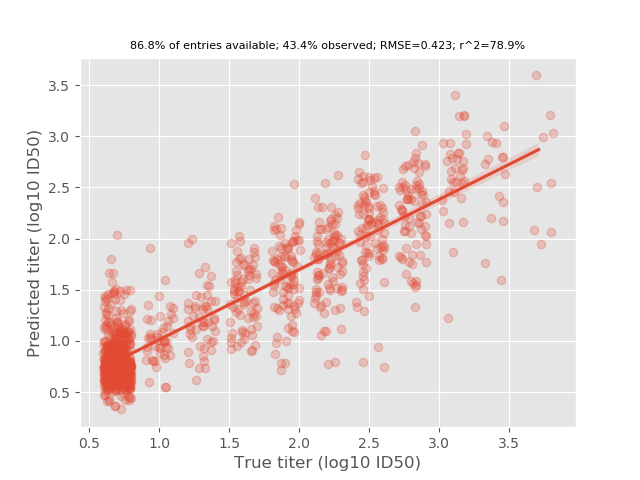 86.8% of entries available; 43.4% observed; RMSE=0.423; r^2=78.9%
Predicted titer (log10 ID50)
3.5
3.0
2.5
2.0
1.5
1.0
0.5
0.5 1.0 1.5 2.0 2.5 3.0 3.5
True titer (log10 ID50)